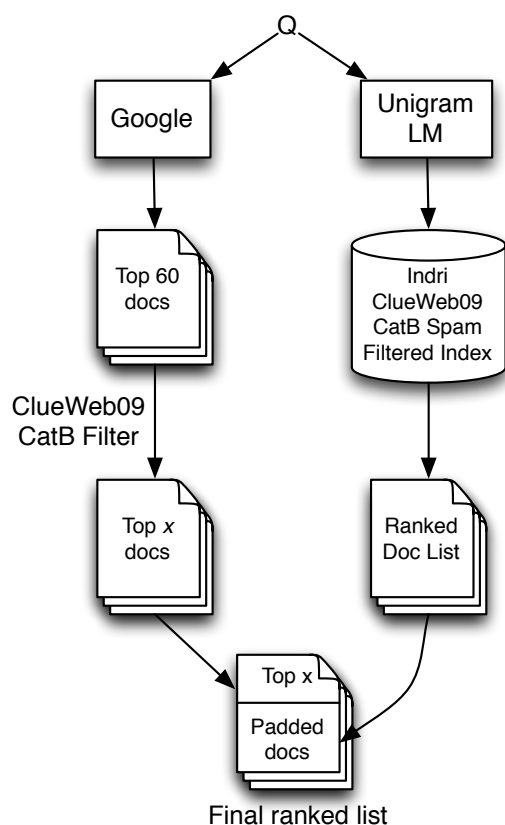 Q
Google
Unigram
LM
Top 60
docs
Indri
ClueWeb09
CatB Spam
Filtered Index
ClueWeb09
CatB Filter
Top x
docs
Ranked
Doc List
Top x
Padded
docs
Final ranked list